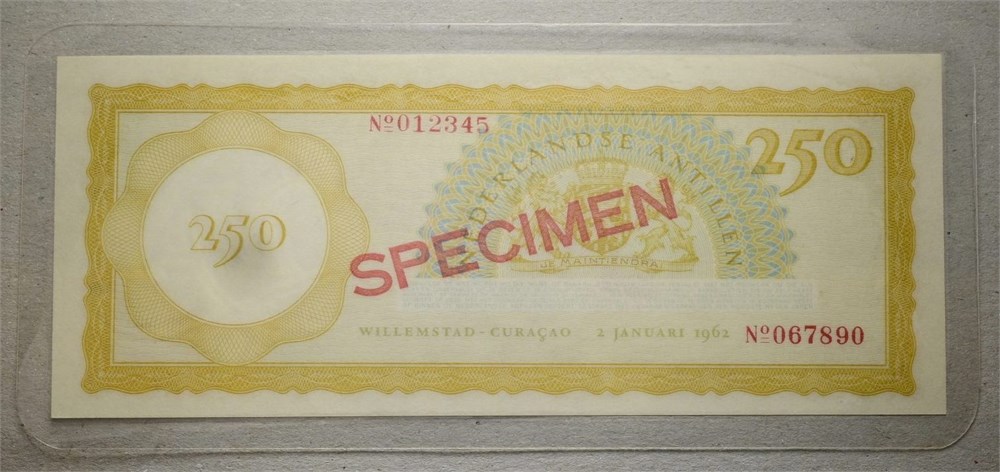 Nº012345
250
NEDERLANDSE ANTILLEN
250
SPECIMEN
JE MAINTIENDRAI
WILLEMSTAD - CURAÇAO 2 JANUARI 1962
Nº067890